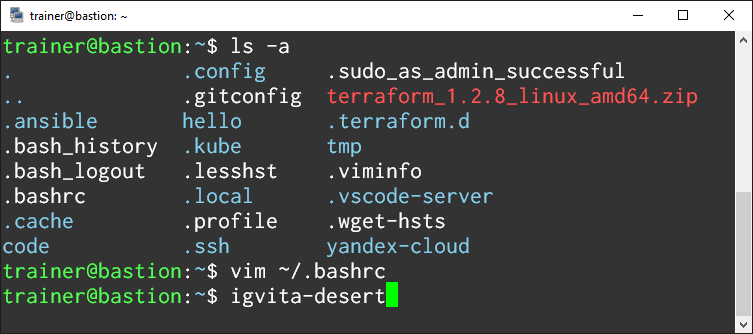 trainer@bastion: ~
trainer@bastion:~$ ls -a
. .config .sudo_as_admin_successful
.. .gitconfig terraform_1.2.8_linux_amd64.zip
.ansible hello .terraform.d
.bash_history .kube tmp
.bash_logout .lesshst .viminfo
.bashrc .local .vscode-server
.cache .profile .wget-hsts
code .ssh yandex-cloud
trainer@bastion:~$ vim ~/.bashrc
trainer@bastion:~$ igvita-desert